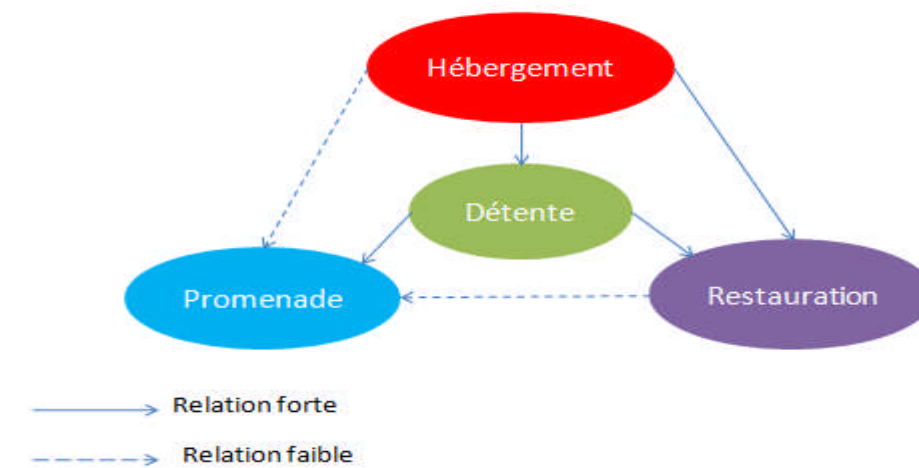 Hébergement
Détente
Promenade
Restauration
Relation forte
Relation faible